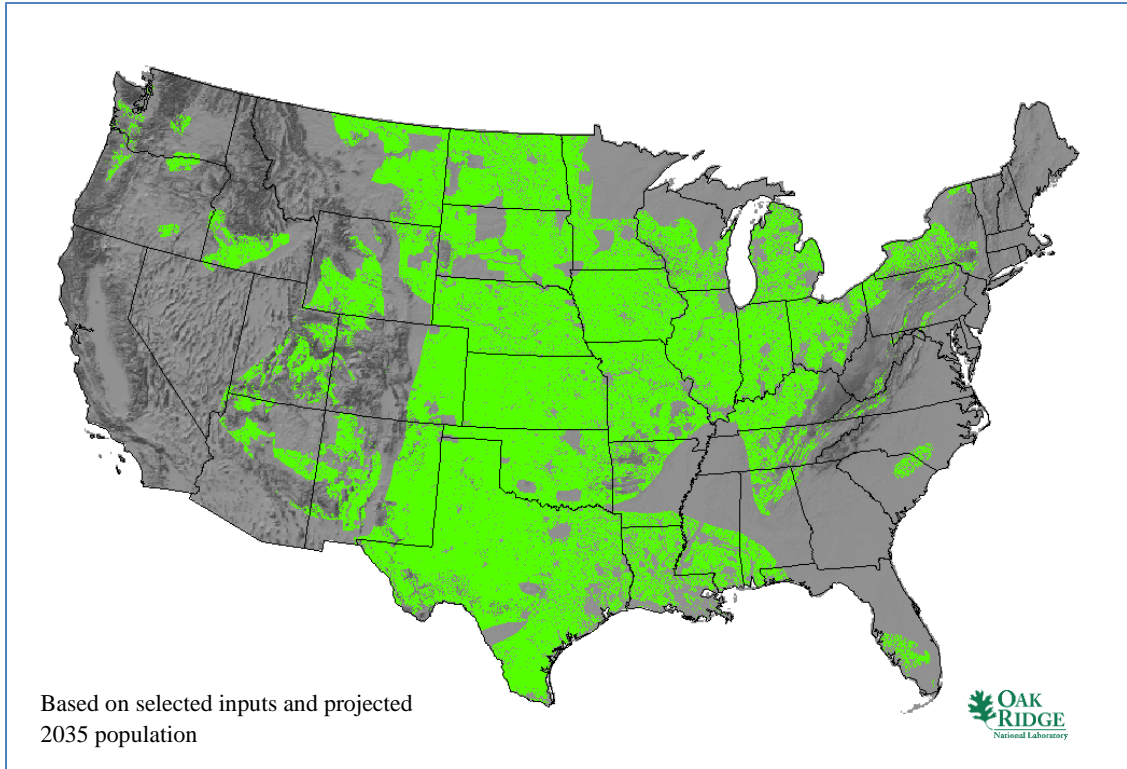 Based on selected inputs and projected
2035 population
OAK
RIDGE
National Laboratory